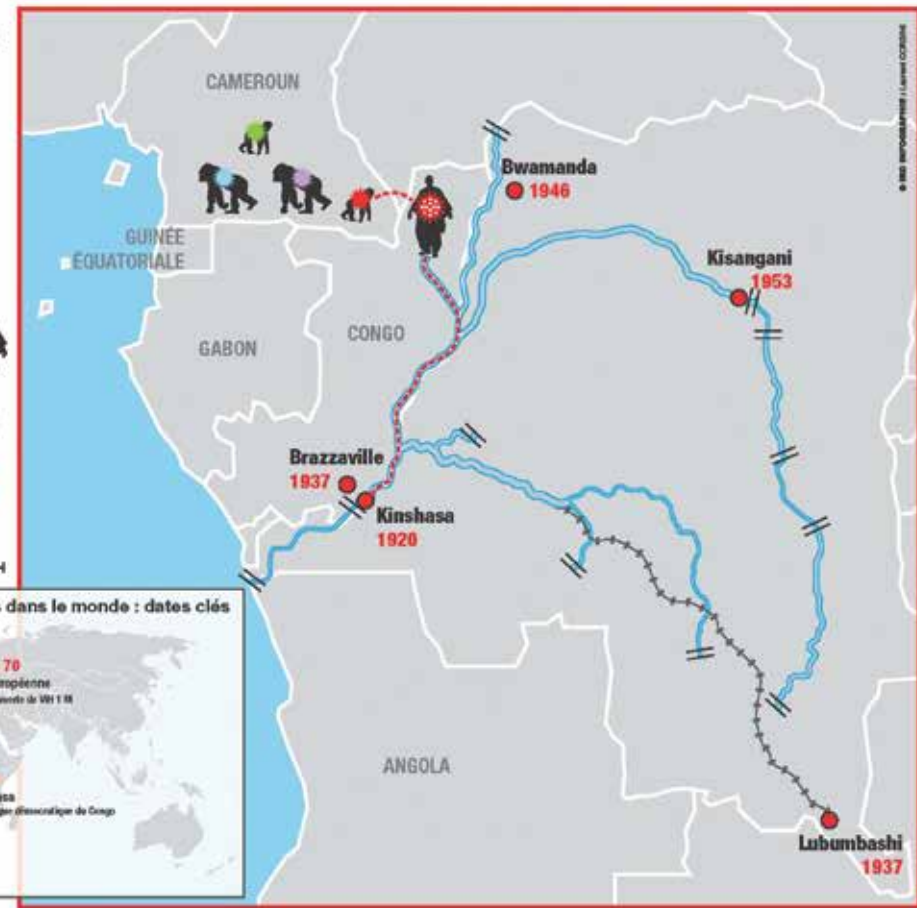 CAMEROUN
Bwamanda
1946
Kisangani
1953
GUINÉE
ÉQUATORIALE
GABON
CONGO
Brazzaville
1937
Kinshasa
1920
dans le monde : dates clés
70
ANGOLA
Lubumbashi
1937